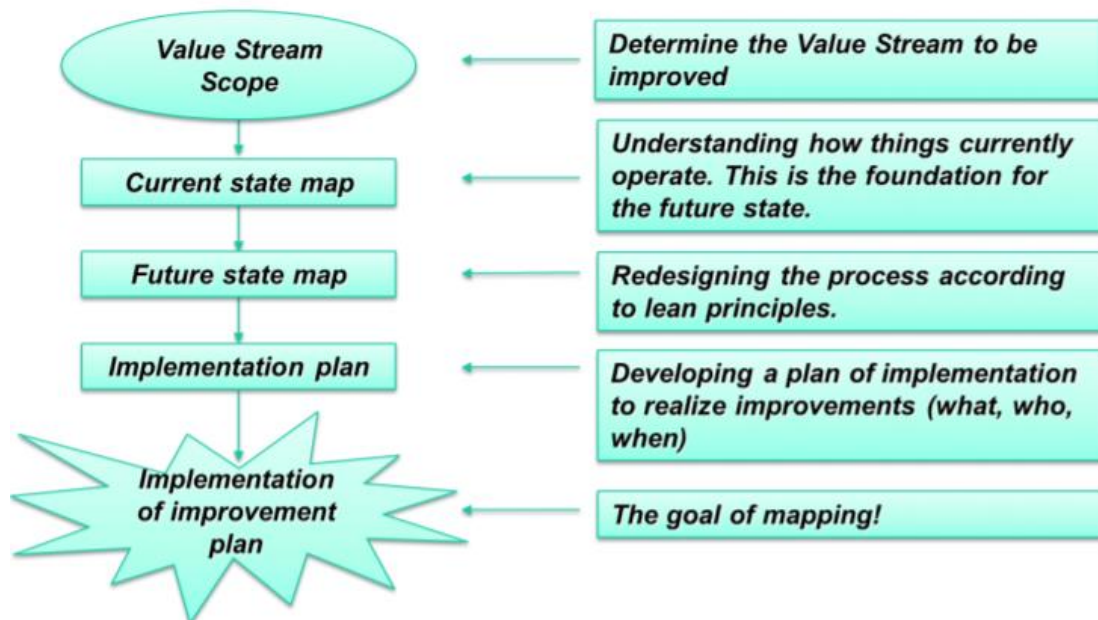 Value Stream
Scope
Determine the Value Stream to be
improved
Current state map
Understanding how things currently
operate. This is the foundation for
the future state.
Future state map
Redesigning the process according
to lean principles.
Implementation plan
Developing a plan of implementation
to realize improvements (what, who,
when)
Implementation
of improvement
plan
The goal of mapping!